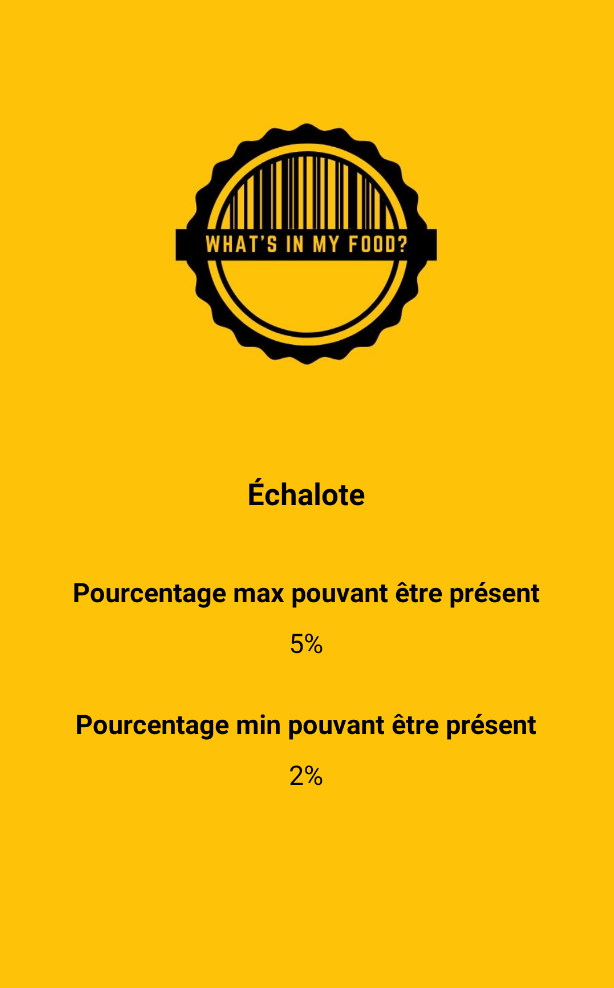 WHAT'S IN MY FOOD?
Échalote
Pourcentage max pouvant être présent
5%
Pourcentage min pouvant être présent
2%